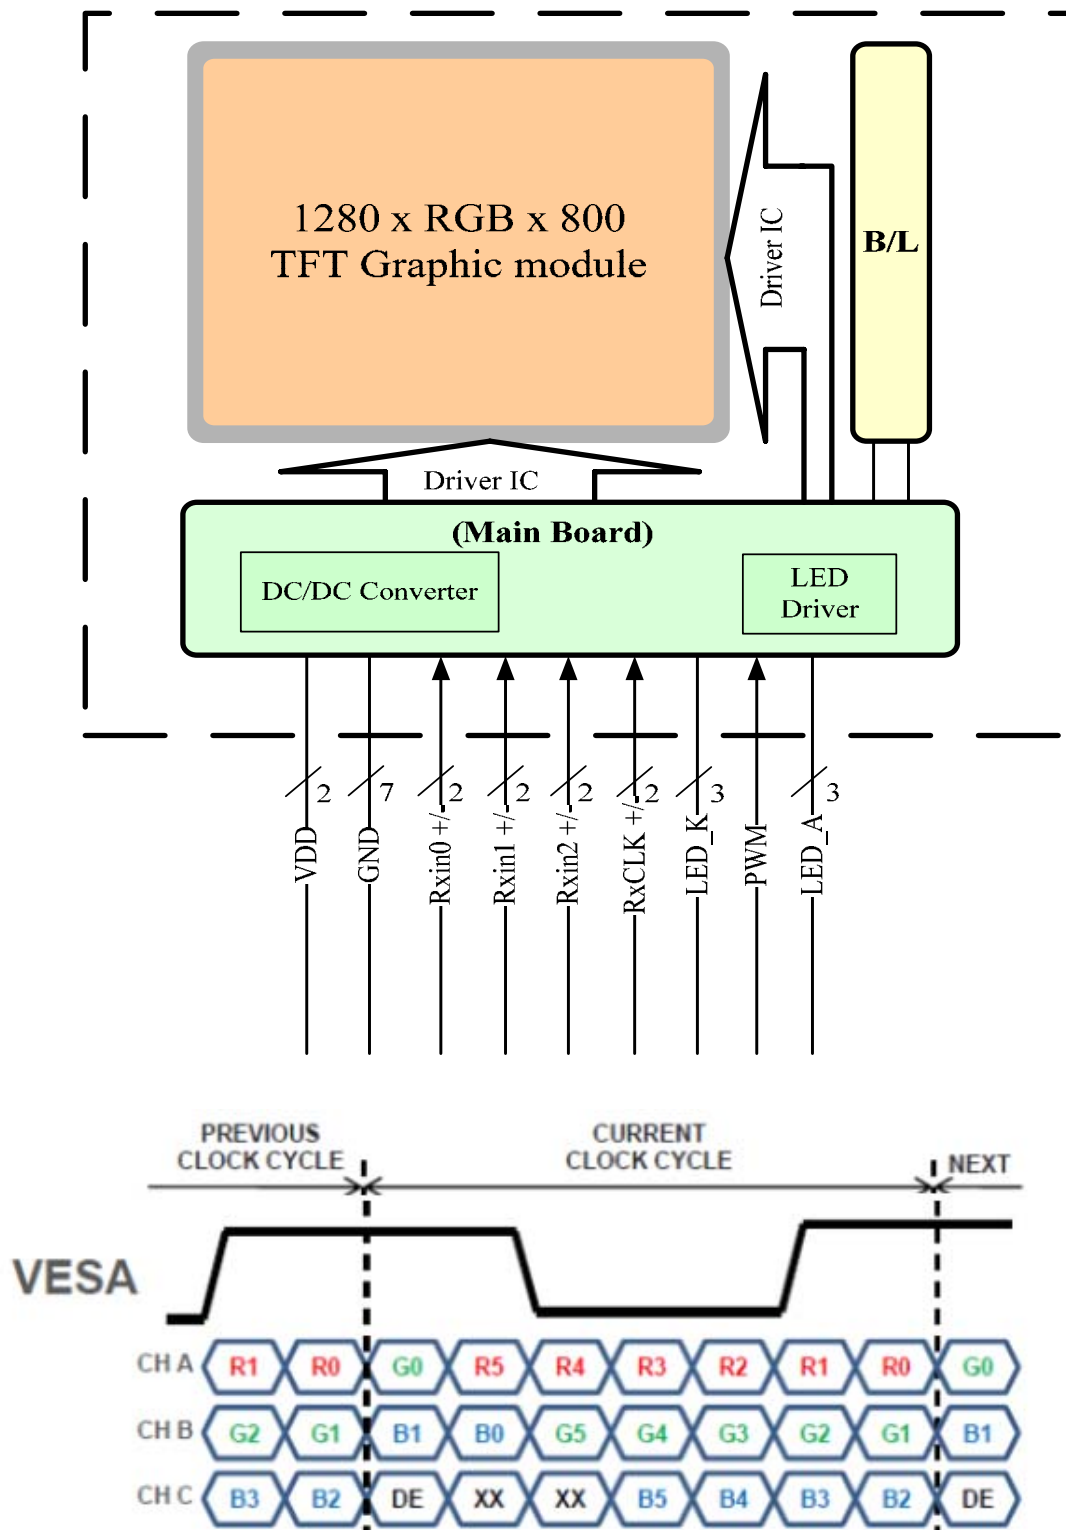 1280 x RGB x 800
TFT Graphic module
Driver IC
B/L
Driver IC
(Main Board)
DC/DC Converter
LED
Driver
2
7
2
2
2
2
3
3
VDD
GND
Rxin0 +/-
Rxin1 +/-
Rxin2 +/-
RxCLK +/-
LED_K
PWM
LED_A
PREVIOUS
CLOCK CYCLE
CURRENT
CLOCK CYCLE
NEXT
VESA
CH A R1 R0 G0 R5 R4 R3 R2 R1 R0 G0
CH B G2 G1 B1 B0 G5 G4 G3 G2 G1 B1
CH C B3 B2 DE XX XX B5 B4 B3 B2 DE